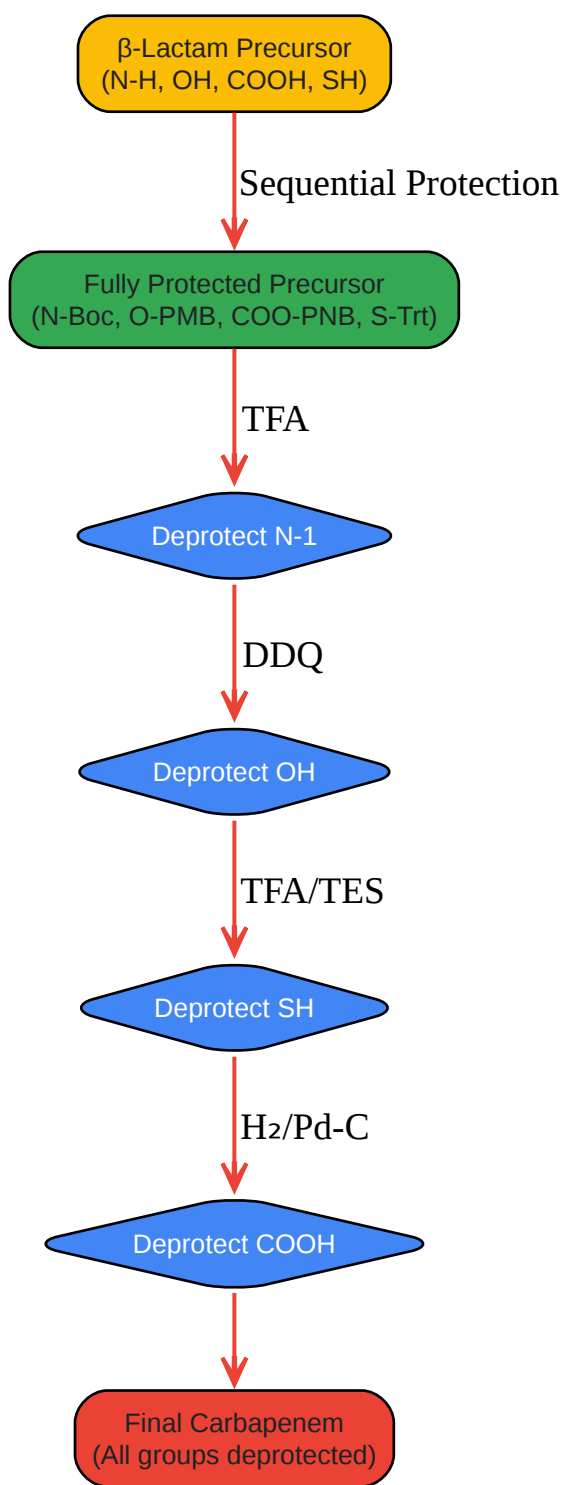 β-Lactam Precursor
(N-H, OH, COOH, SH)
Sequential Protection
Fully Protected Precursor
(N-Boc, O-PMB, COO-PNB, S-Trt)
TFA
Deprotect N-1
DDQ
Deprotect OH
TFA/TES
Deprotect SH
H₂/Pd-C
Deprotect COOH
Final Carbapenem
(All groups deprotected)